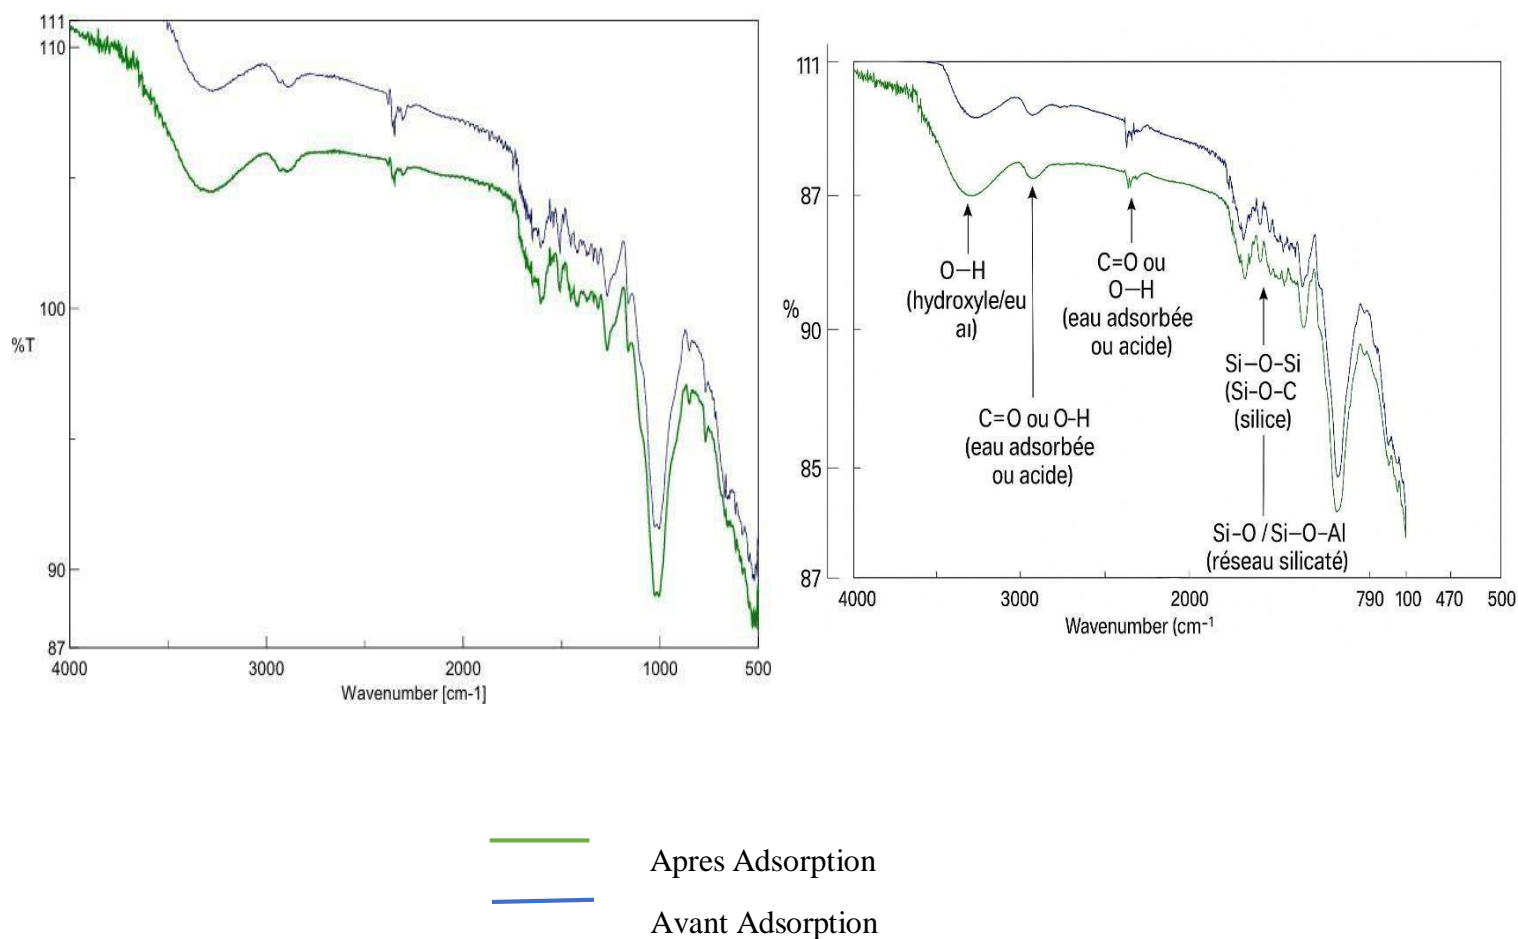 111
110
%T
100
90
87
4000
3000
2000
1000
500
Wavenumber [cm-1]
111
87
%
90
85
87
O–H
(hydroxyle/eu
aı)
C=O ou O-H
(eau adsorbée
ou acide)
C=O ou
O–H
(eau adsorbée
ou acide)
Si–O–Si
(Si-O-C
(silice)
Si-O / Si–O–Al
(réseau silicaté)
4000
3000
2000
790
100
470
500
Wavenumber (cm⁻¹
Apres Adsorption
Avant Adsorption